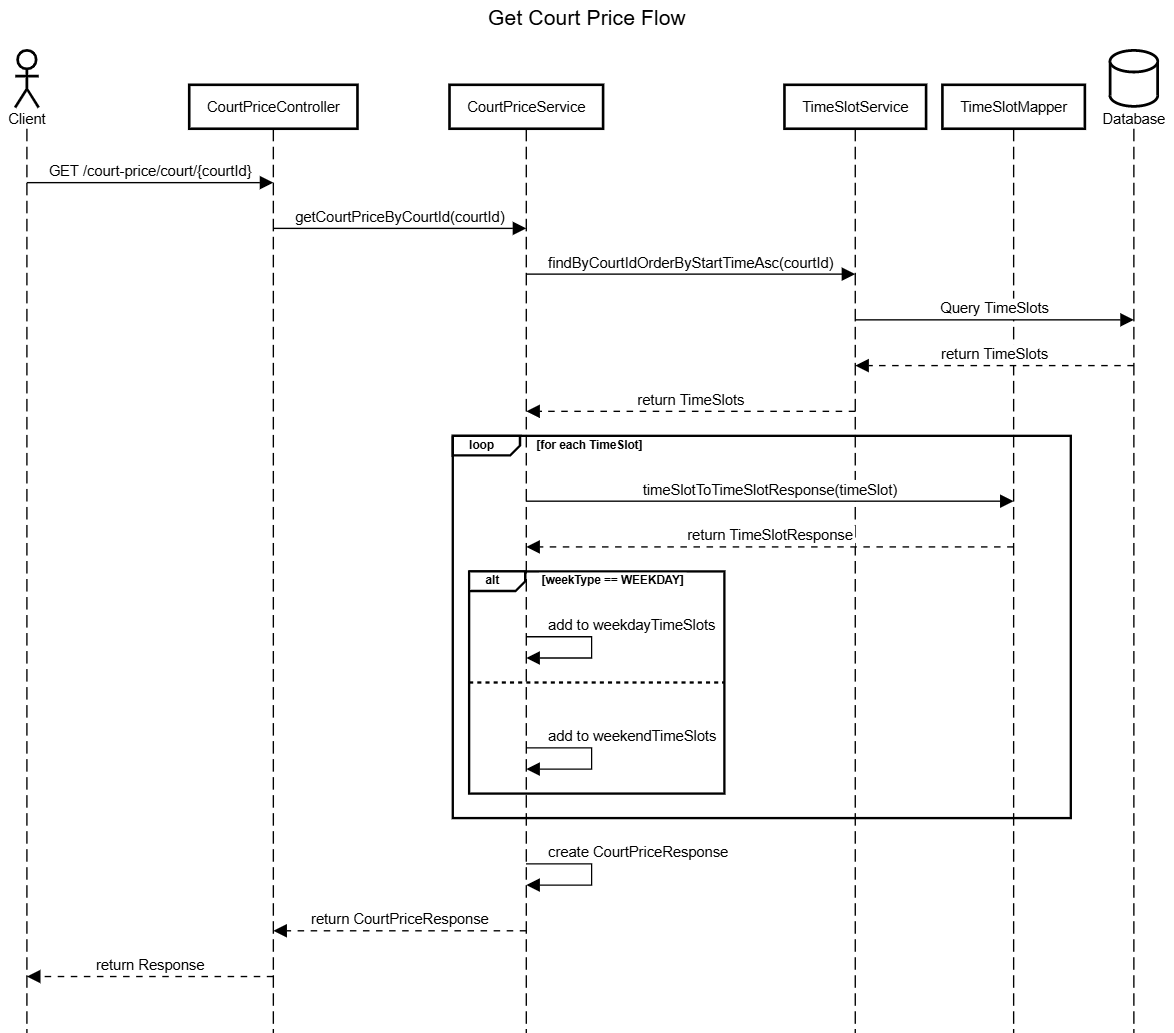 Get Court Price Flow
Client
CourtPriceController
CourtPriceService
TimeSlotService
TimeSlotMapper
Database
GET /court-price/court/{courtId}
getCourtPriceByCourtId(courtId)
findByCourtIdOrderByStartTimeAsc(courtId)
Query TimeSlots
return TimeSlots
return TimeSlots
loop [for each TimeSlot]
timeSlotToTimeSlotResponse(timeSlot)
return TimeSlotResponse
alt [weekType == WEEKDAY]
add to weekdayTimeSlots
add to weekendTimeSlots
create CourtPriceResponse
return CourtPriceResponse
return Response